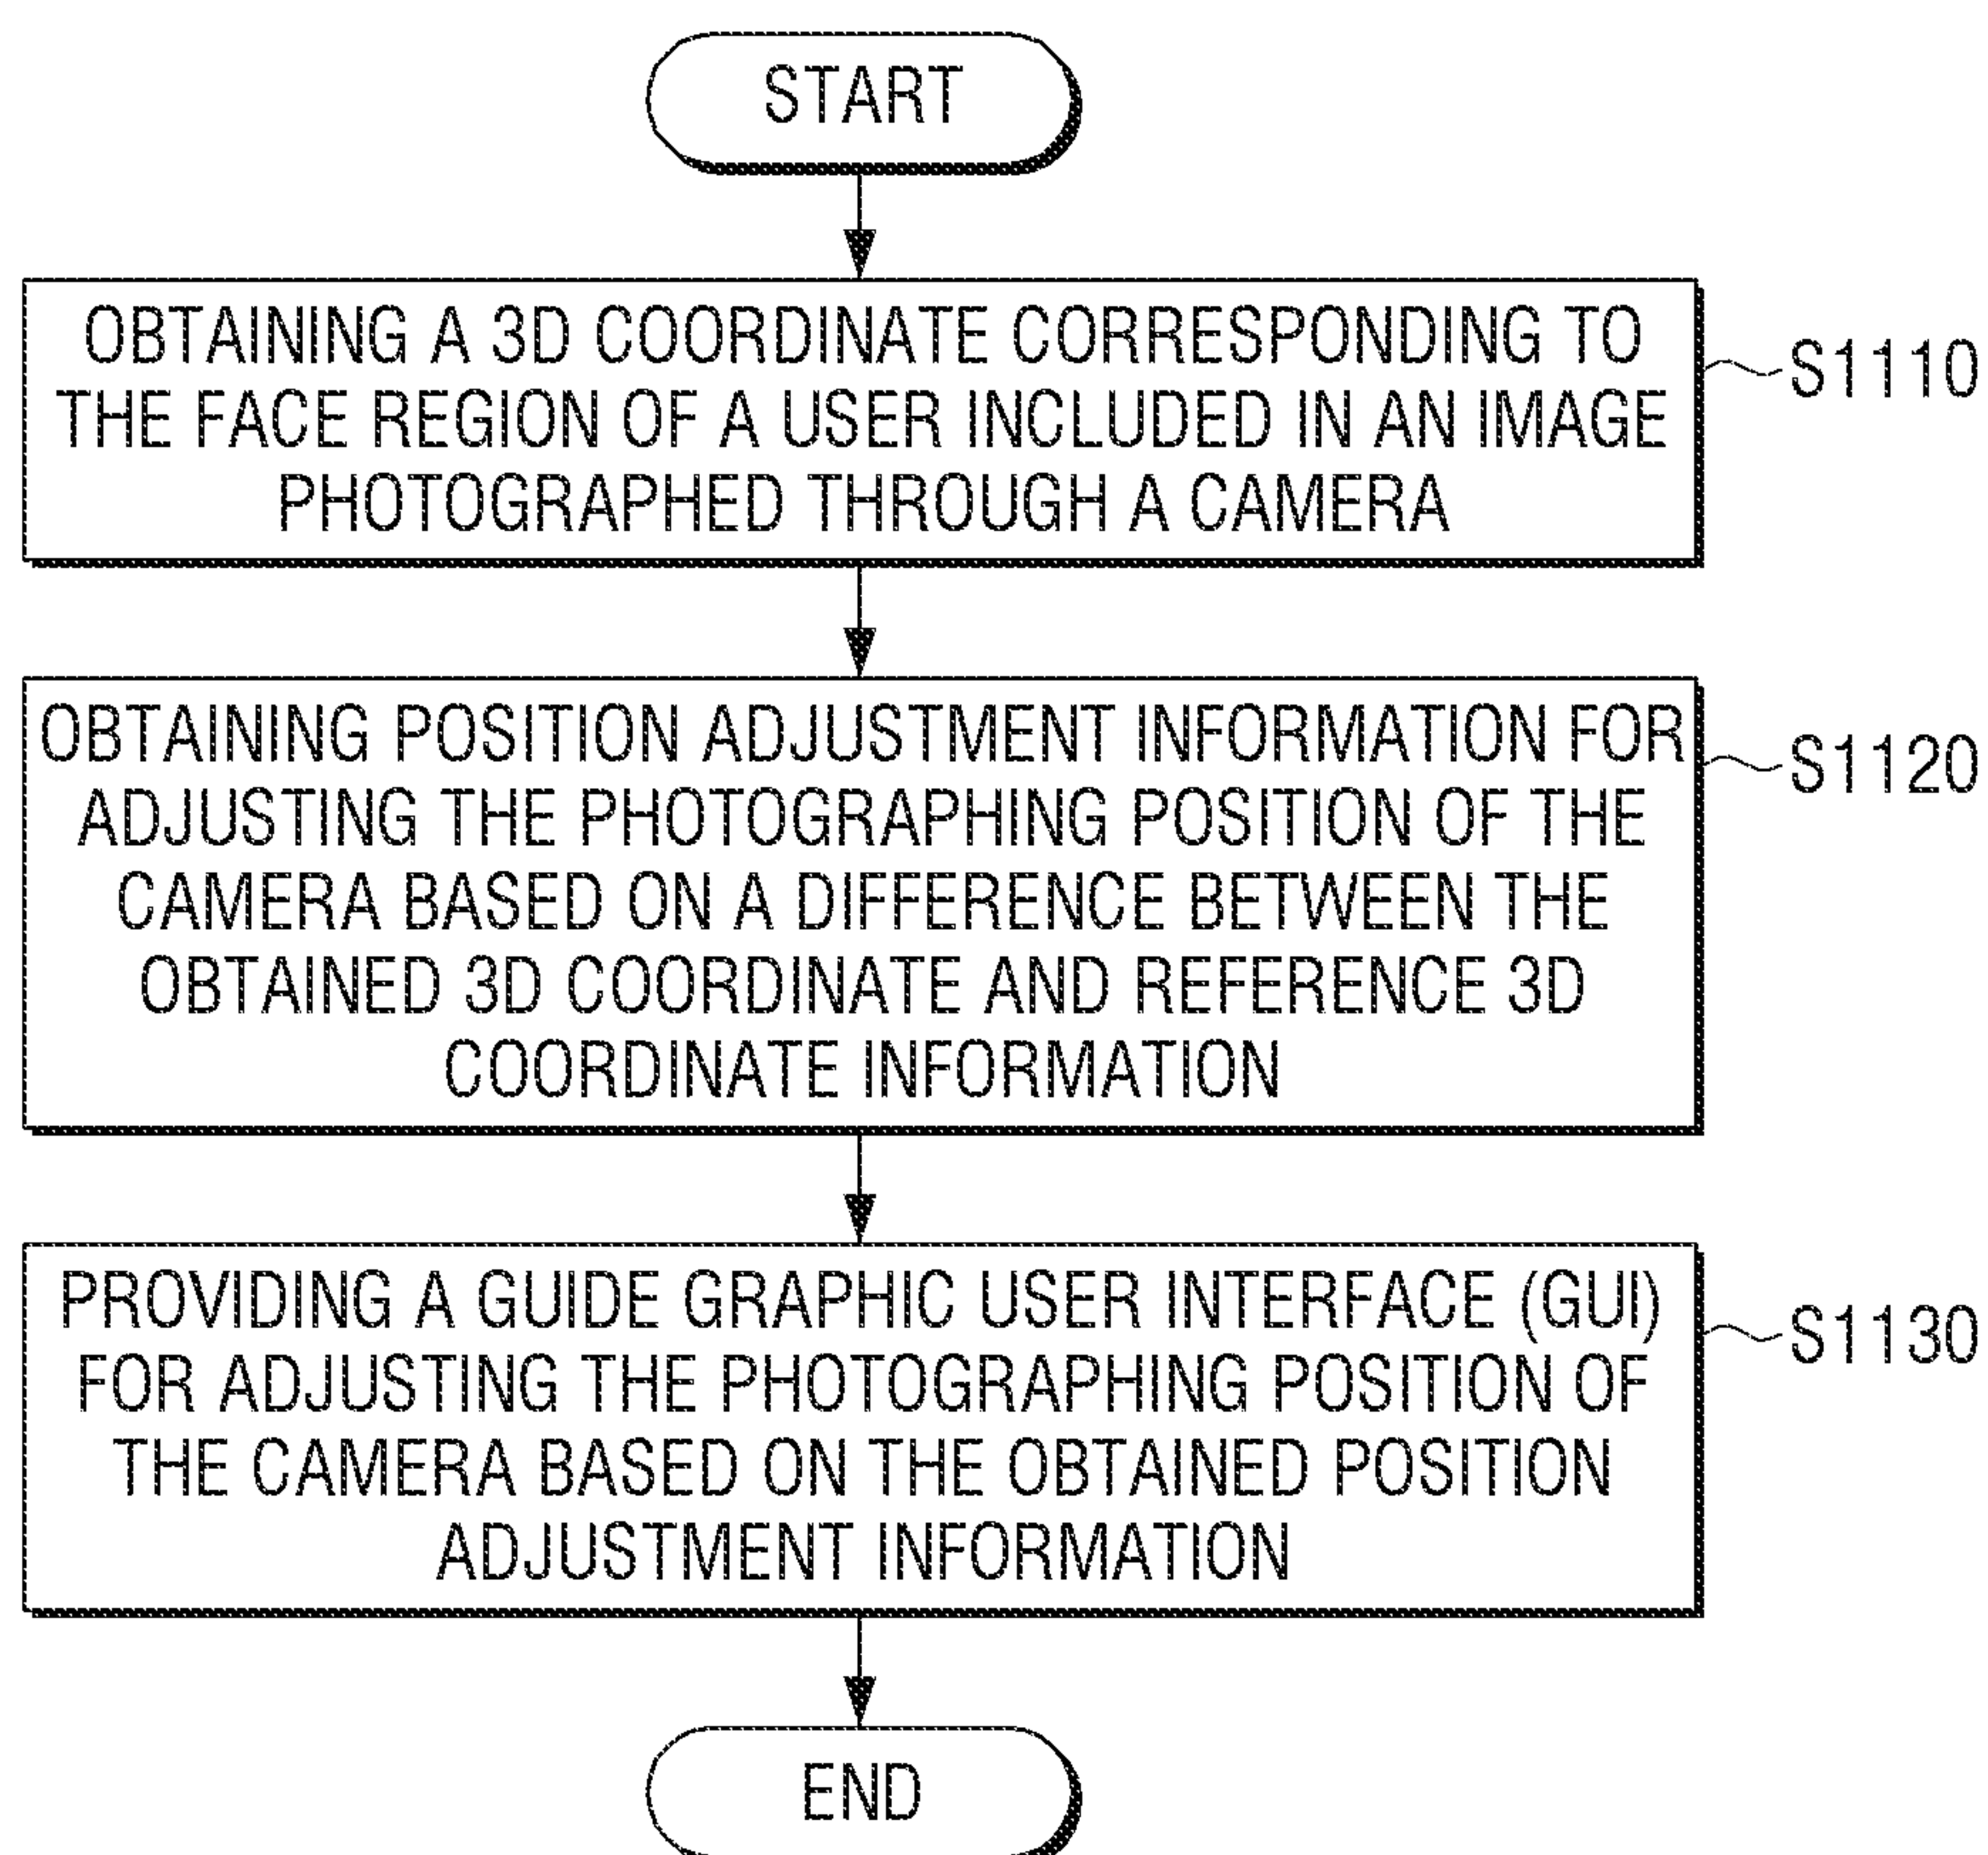 START
OBTAINING A 3D COORDINATE CORRESPONDING TO
THE FACE REGION OF A USER INCLUDED IN AN IMAGE
PHOTOGRAPHED THROUGH A CAMERA
S1110
OBTAINING POSITION ADJUSTMENT INFORMATION FOR
ADJUSTING THE PHOTOGRAPHING POSITION OF THE
CAMERA BASED ON A DIFFERENCE BETWEEN THE
OBTAINED 3D COORDINATE AND REFERENCE 3D
COORDINATE INFORMATION
S1120
PROVIDING A GUIDE GRAPHIC USER INTERFACE (GUI)
FOR ADJUSTING THE PHOTOGRAPHING POSITION OF
THE CAMERA BASED ON THE OBTAINED POSITION
ADJUSTMENT INFORMATION
S1130
END